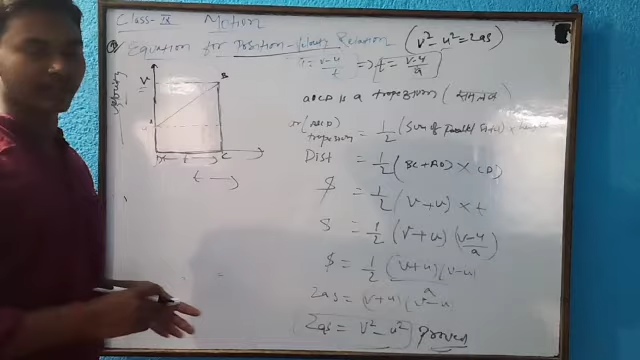 Class-IX Motion
Equation for Position-Velocity Relation (v²-u²=2as)
a = v-u/t => t = v-u/a
V B
velocity
A
D t C
t →
ABCD is a trapezium (समलम्ब)
ar(ABCD) trapezium = 1/2 (Sum of Parallel sides) × height
Dist = 1/2 (BC+AD) × CD
S = 1/2 (V+u) × t
S = 1/2 (V+u) (v-u/a)
S = 1/2 (v+u)(v-u)/a
2as = (v+u)(v-u)
2as = v²-u² proved